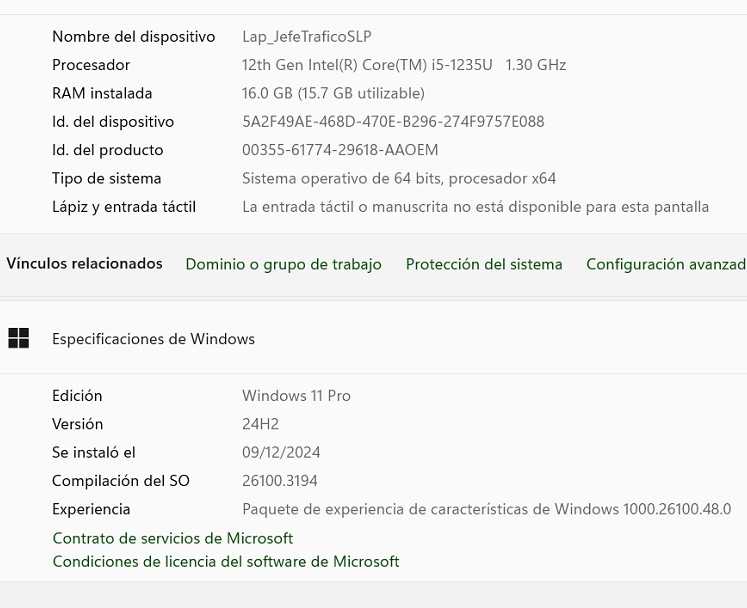 Nombre del dispositivo Lap_JefeTraficoSLP
Procesador 12th Gen Intel(R) Core(TM) i5-1235U 1.30 GHz
RAM instalada 16.0 GB (15.7 GB utilizable)
Id. del dispositivo 5A2F49AE-468D-470E-B296-274F9757E088
Id. del producto 00355-61774-29618-AAOEM
Tipo de sistema Sistema operativo de 64 bits, procesador x64
Lápiz y entrada táctil La entrada táctil o manuscrita no está disponible para esta pantalla
Vínculos relacionados Dominio o grupo de trabajo Protección del sistema Configuración avanzad
Especificaciones de Windows
Edición Windows 11 Pro
Versión 24H2
Se instaló el 09/12/2024
Compilación del SO 26100.3194
Experiencia Paquete de experiencia de características de Windows 1000.26100.48.0
Contrato de servicios de Microsoft
Condiciones de licencia del software de Microsoft